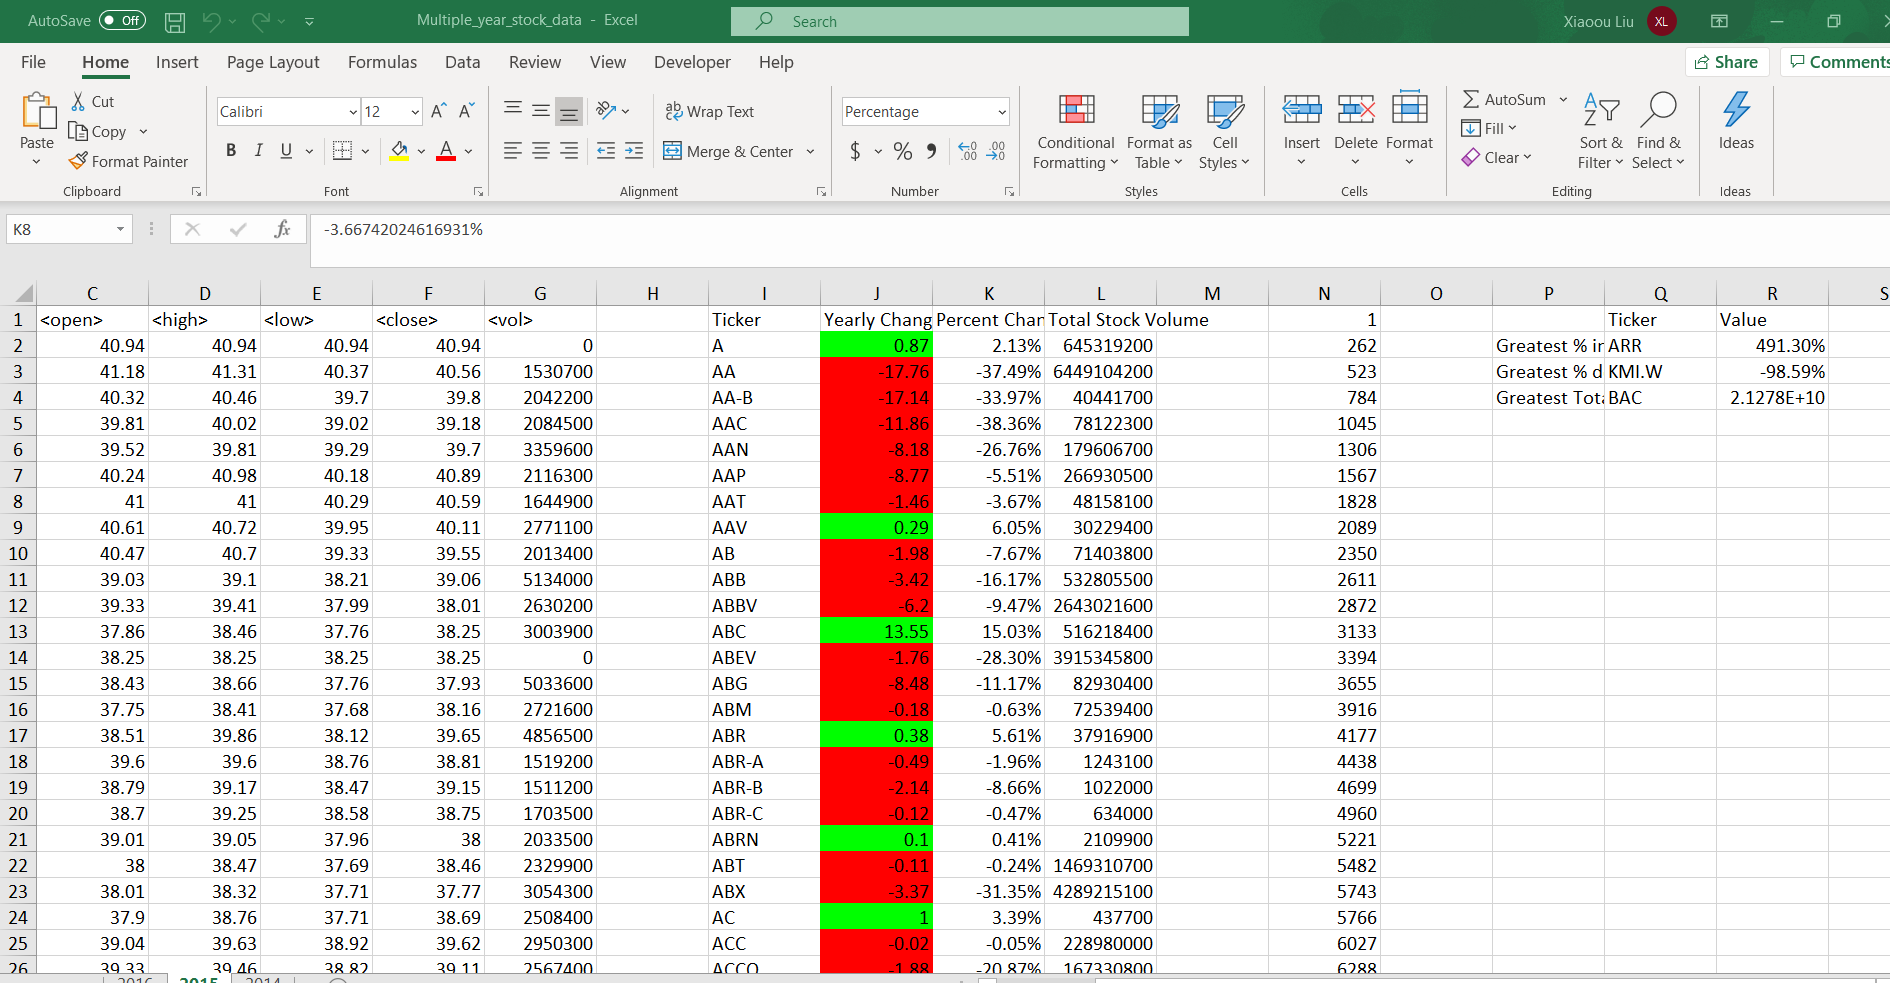 AutoSave Off Multiple_year_stock_data - Excel Search Xiaoou Liu XL
File Home Insert Page Layout Formulas Data Review View Developer Help Share Comments
Paste Cut Copy Format Painter Clipboard
Calibri 12 B I U A A A Font
ab Wrap Text Merge & Center Alignment
Percentage $ % Number
Conditional Formatting Format as Table Cell Styles Styles
Insert Delete Format Cells
AutoSum Fill Clear Sort & Filter Find & Select Editing
Ideas Ideas
K8 fx -3.66742024616931%
C D E F G H I J K L M N O P Q R S
1 <open> <high> <low> <close> <vol> Ticker Yearly Chang Percent Chan Total Stock Volume 1 Ticker Value
2 40.94 40.94 40.94 40.94 0 A 0.87 2.13% 645319200 262 Greatest % in ARR 491.30%
3 41.18 41.31 40.37 40.56 1530700 AA -17.76 -37.49% 6449104200 523 Greatest % d KMI.W -98.59%
4 40.32 40.46 39.7 39.8 2042200 AA-B -17.14 -33.97% 40441700 784 Greatest Tota BAC 2.1278E+10
5 39.81 40.02 39.02 39.18 2084500 AAC -11.86 -38.36% 78122300 1045
6 39.52 39.81 39.29 39.7 3359600 AAN -8.18 -26.76% 179606700 1306
7 40.24 40.98 40.18 40.89 2116300 AAP -8.77 -5.51% 266930500 1567
8 41 41 40.29 40.59 1644900 AAT -1.46 -3.67% 48158100 1828
9 40.61 40.72 39.95 40.11 2771100 AAV 0.29 6.05% 30229400 2089
10 40.47 40.7 39.33 39.55 2013400 AB -1.98 -7.67% 71403800 2350
11 39.03 39.1 38.21 39.06 5134000 ABB -3.42 -16.17% 532805500 2611
12 39.33 39.41 37.99 38.01 2630200 ABBV -6.2 -9.47% 2643021600 2872
13 37.86 38.46 37.76 38.25 3003900 ABC 13.55 15.03% 516218400 3133
14 38.25 38.25 38.25 38.25 0 ABEV -1.76 -28.30% 3915345800 3394
15 38.43 38.66 37.76 37.93 5033600 ABG -8.48 -11.17% 82930400 3655
16 37.75 38.41 37.68 38.16 2721600 ABM -0.18 -0.63% 72539400 3916
17 38.51 39.86 38.12 39.65 4856500 ABR 0.38 5.61% 37916900 4177
18 39.6 39.6 38.76 38.81 1519200 ABR-A -0.49 -1.96% 1243100 4438
19 38.79 39.17 38.47 39.15 1511200 ABR-B -2.14 -8.66% 1022000 4699
20 38.7 39.25 38.58 38.75 1703500 ABR-C -0.12 -0.47% 634000 4960
21 39.01 39.05 37.96 38 2033500 ABRN 0.1 0.41% 2109900 5221
22 38 38.47 37.69 38.46 2329900 ABT -0.11 -0.24% 1469310700 5482
23 38.01 38.32 37.71 37.77 3054300 ABX -3.37 -31.35% 4289215100 5743
24 37.9 38.76 37.71 38.69 2508400 AC 1 3.39% 437700 5766
25 39.04 39.63 38.92 39.62 2950300 ACC -0.02 -0.05% 228980000 6027
26 39.33 39.46 38.82 39.11 2567400 ACCO -1.88 -20.87% 167330800 6288
2016 2015 2014